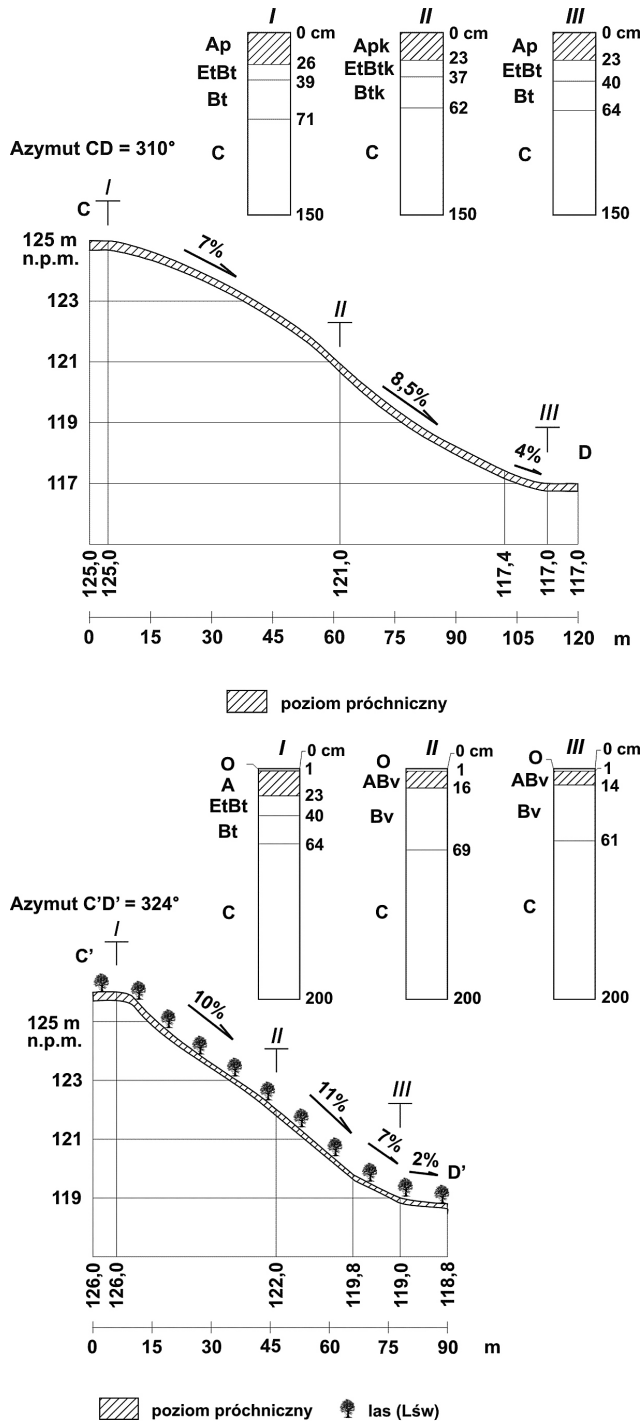 I II III
0 cm 0 cm 0 cm
Ap Apk Ap
26 23 23
EtBt EtBtk EtBt
39 37 40
Bt Btk Bt
71 62 64
C C C
150 150 150
Azymut CD = 310°
C I
125 m
n.p.m.
7%
123
II
121
8,5%
119
III
4% D
117
125,0 125,0 121,0 117,4 117,0 117,0
0 15 30 45 60 75 90 105 120 m
poziom próchniczny
I II III
0 cm 0 cm 0 cm
O O O
1 1 1
A ABv ABv
23 16 14
EtBt
40
Bt Bv Bv
64 69 61
C C C
200 200 200
Azymut C’D’ = 324°
C’ I
125 m
n.p.m.
10%
II
123
11%
III
121
7%
2% D’
119
126,0 126,0 122,0 119,8 119,0 118,8
0 15 30 45 60 75 90 m
poziom próchniczny las (Lśw)